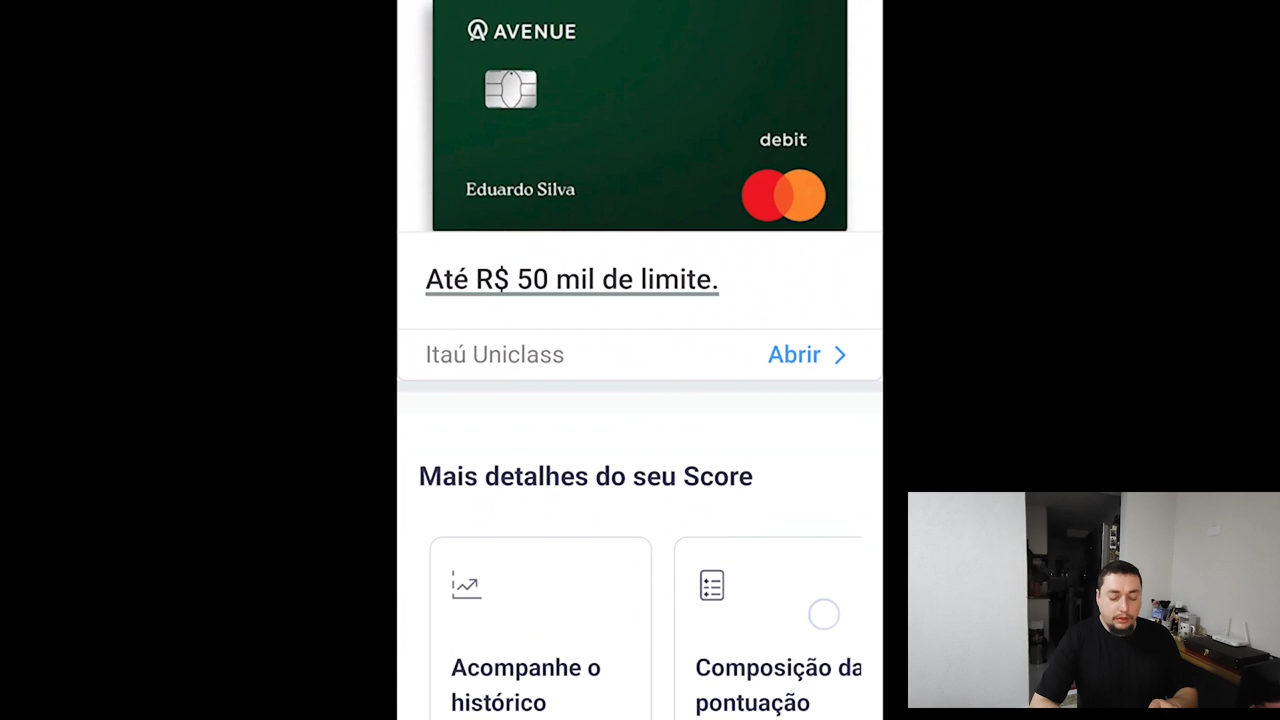 AVENUE
debit
Eduardo Silva
Até R$ 50 mil de limite.
Itaú Uniclass
Abrir
Mais detalhes do seu Score
Acompanhe o
histórico
Composição da
pontuação